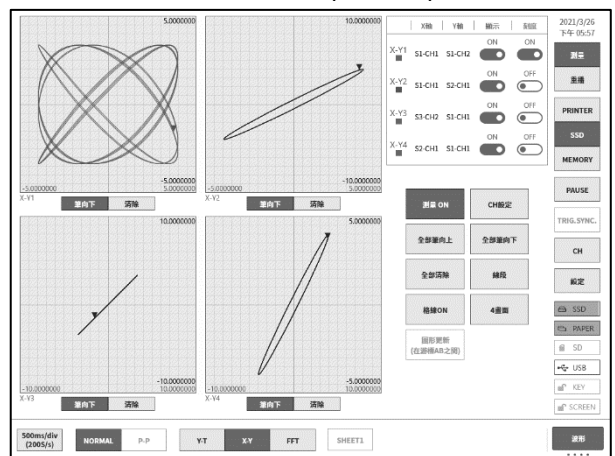 5.0000000
-5.0000000
-5.0000000
5.0000000
X-Y1
筆向下
清除
10.0000000
-10.0000000
-5.0000000
5.0000000
X-Y2
筆向下
清除
10.0000000
-10.0000000
-10.0000000
10.0000000
X-Y3
筆向下
清除
5.0000000
-5.0000000
-10.0000000
10.0000000
X-Y4
筆向下
清除
X軸 Y軸 顯示 刻度
X-Y1 S1-CH1 S1-CH2 ON ON
X-Y2 S1-CH1 S2-CH1 ON OFF
X-Y3 S3-CH2 S1-CH1 ON OFF
X-Y4 S2-CH1 S1-CH1 ON OFF
測量 ON
CH設定
全部筆向上
全部筆向下
全部清除
線段
格線ON
4畫面
圖形更新
(在游標AB之間)
2021/3/26
下午 05:57
測量
重播
PRINTER
SSD
MEMORY
PAUSE
TRIG.SYNC.
CH
設定
SSD
PAPER
SD
USB
KEY
SCREEN
500ms/div
(200S/s)
NORMAL
P-P
Y-T
X-Y
FFT
SHEET1
波形